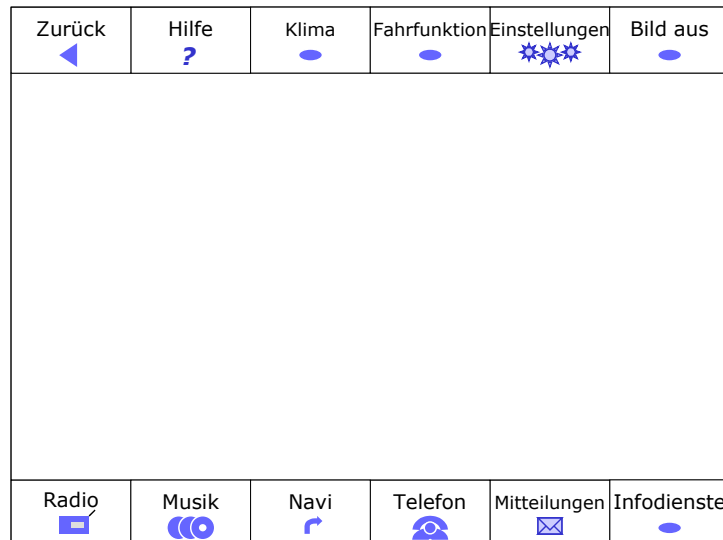 Zurück
Hilfe
?
Klima
Fahrfunktion
Einstellungen
Bild aus
Radio
Musik
Navi
Telefon
Mitteilungen
Infodienste